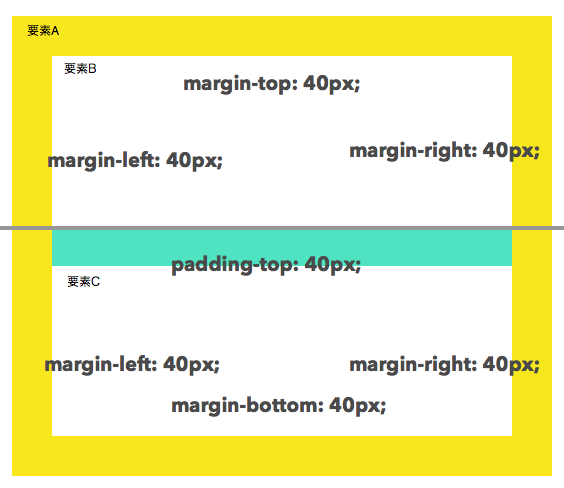 要素A
要素B
margin-top: 40px;
margin-right: 40px;
margin-left: 40px;
padding-top: 40px;
要素C
margin-left: 40px;
margin-right: 40px;
margin-bottom: 40px;